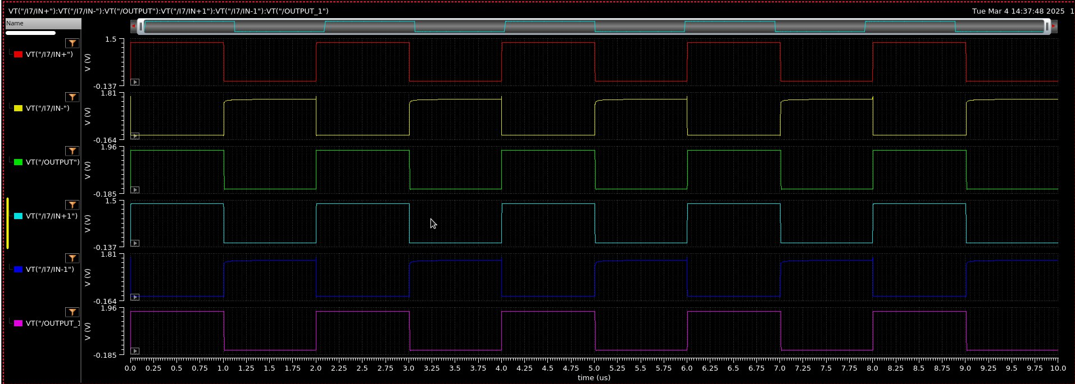 VT("/I7/IN+"):VT("/I7/IN-"):VT("/OUTPUT"):VT("/I7/IN+1"):VT("/I7/IN-1"):VT("/OUTPUT_1")
Tue Mar 4 14:37:48 2025 1
Name
VT("/I7/IN+")
1.5
V (V)
-0.137
VT("/I7/IN-")
1.81
V (V)
-0.164
VT("/OUTPUT")
1.96
V (V)
-0.185
VT("/I7/IN+1")
1.5
V (V)
-0.137
VT("/I7/IN-1")
1.81
V (V)
-0.164
VT("/OUTPUT_1
1.96
V (V)
-0.185
0.0 0.25 0.5 0.75 1.0 1.25 1.5 1.75 2.0 2.25 2.5 2.75 3.0 3.25 3.5 3.75 4.0 4.25 4.5 4.75 5.0 5.25 5.5 5.75 6.0 6.25 6.5 6.75 7.0 7.25 7.5 7.75 8.0 8.25 8.5 8.75 9.0 9.25 9.5 9.75 10.0
time (us)